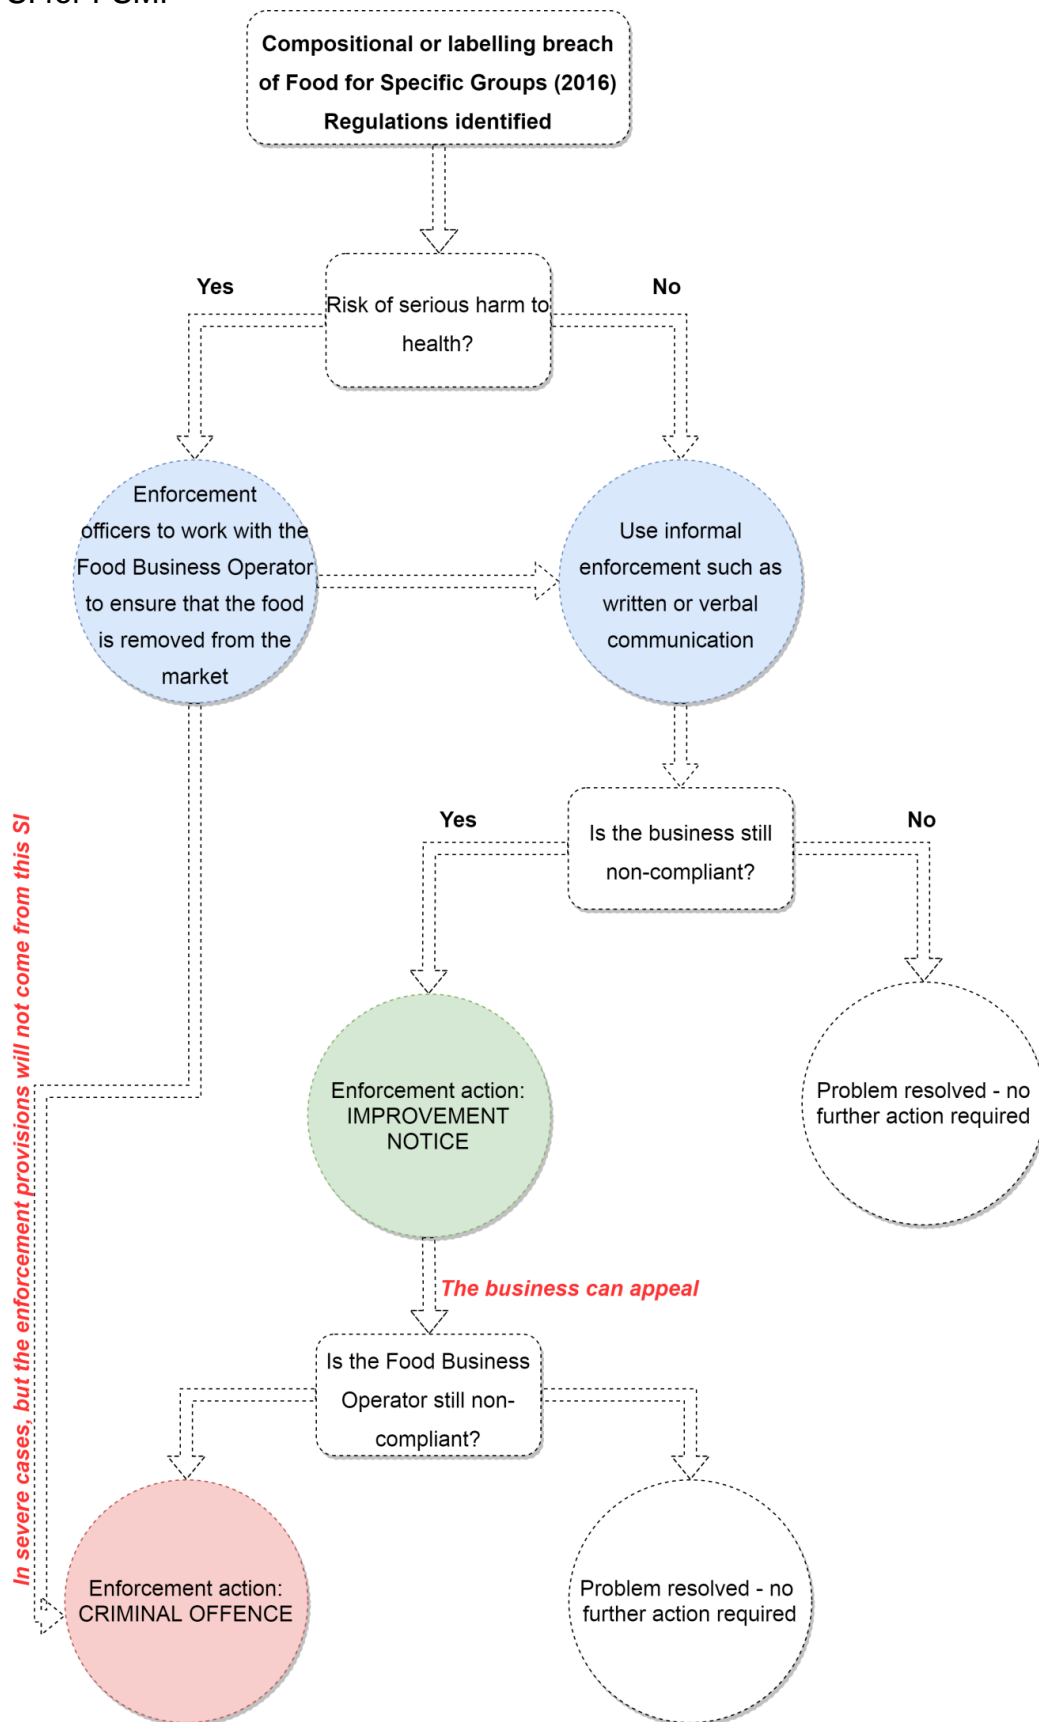 Compositional or labelling breach
of Food for Specific Groups (2016)
Regulations identified
Yes
No
Risk of serious harm to
health?
Enforcement
officers to work with the
Food Business Operator
to ensure that the food
is removed from the
market
Use informal
enforcement such as
written or verbal
communication
Is the business still
non-compliant?
Yes
No
In severe cases, but the enforcement provisions will not come from this SI
Enforcement action:
IMPROVEMENT
NOTICE
Problem resolved - no
further action required
The business can appeal
Is the Food Business
Operator still non-
compliant?
Enforcement action:
CRIMINAL OFFENCE
Problem resolved - no
further action required